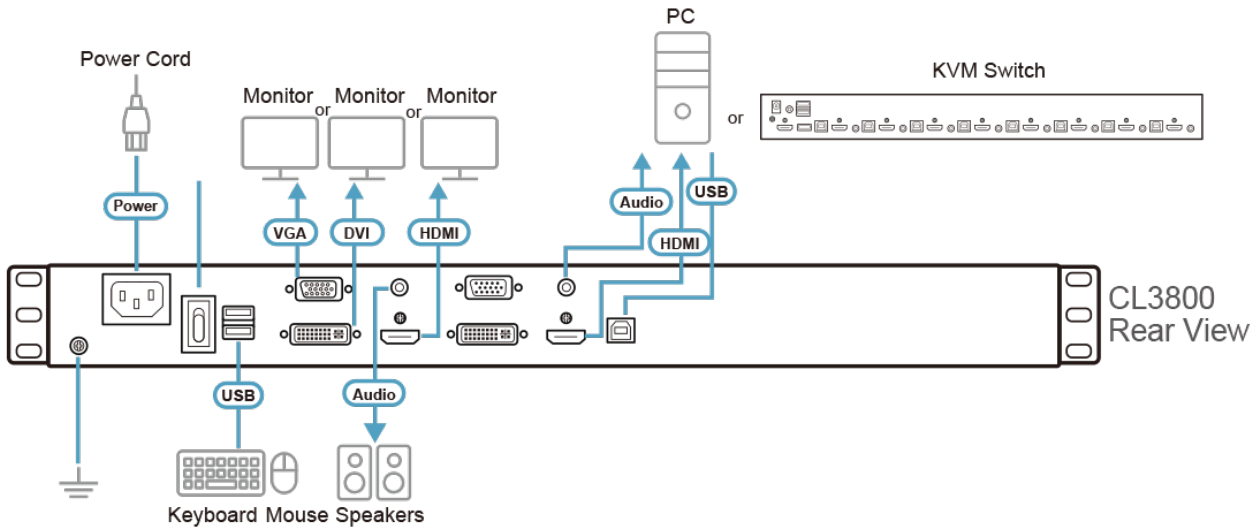 PC
Power Cord
KVM Switch
Monitor or Monitor or Monitor
or
Audio
USB
Power
VGA
DVI
HDMI
HDMI
CL3800
Rear View
USB
Audio
Keyboard Mouse Speakers